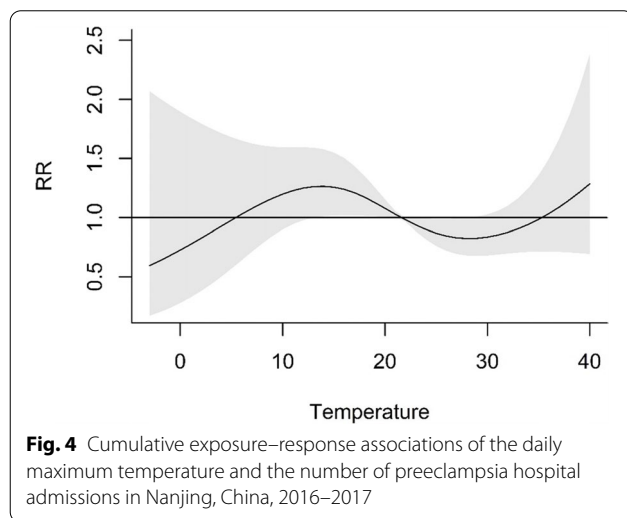 2.5
2.0
1.5
1.0
0.5
RR
0 10 20 30 40
Temperature
Fig. 4 Cumulative exposure–response associations of the daily
maximum temperature and the number of preeclampsia hospital
admissions in Nanjing, China, 2016–2017